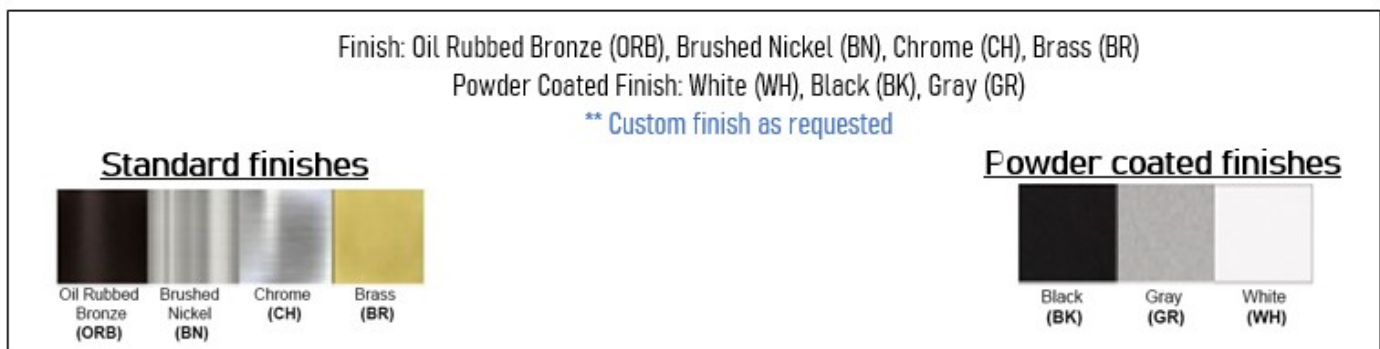 Finish: Oil Rubbed Bronze (ORB), Brushed Nickel (BN), Chrome (CH), Brass (BR)
Powder Coated Finish: White (WH), Black (BK), Gray (GR)
** Custom finish as requested
Standard finishes
Oil Rubbed
Bronze
(ORB)
Brushed
Nickel
(BN)
Chrome
(CH)
Brass
(BR)
Powder coated finishes
Black
(BK)
Gray
(GR)
White
(WH)